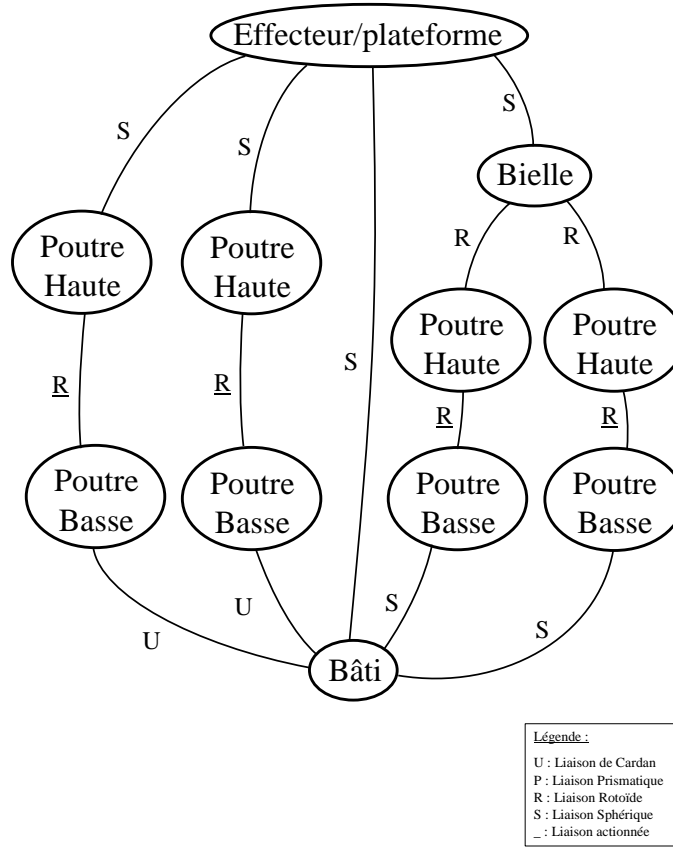 Effecteur/plateforme
S
S
S
Bielle
R
R
Poutre
Haute
Poutre
Haute
Poutre
Haute
Poutre
Haute
S
R
R
R
R
Poutre
Basse
Poutre
Basse
Poutre
Basse
Poutre
Basse
U
U
S
S
Bâti
Légende :
U : Liaison de Cardan
P : Liaison Prismatique
R : Liaison Rotoïde
S : Liaison Sphérique
_ : Liaison actionnée